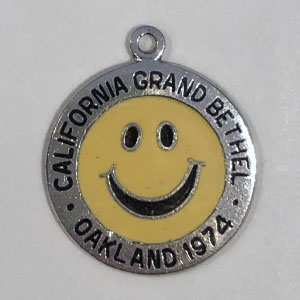 CALIFORNIA GRAND BETHEL
· OAKLAND 1974 ·